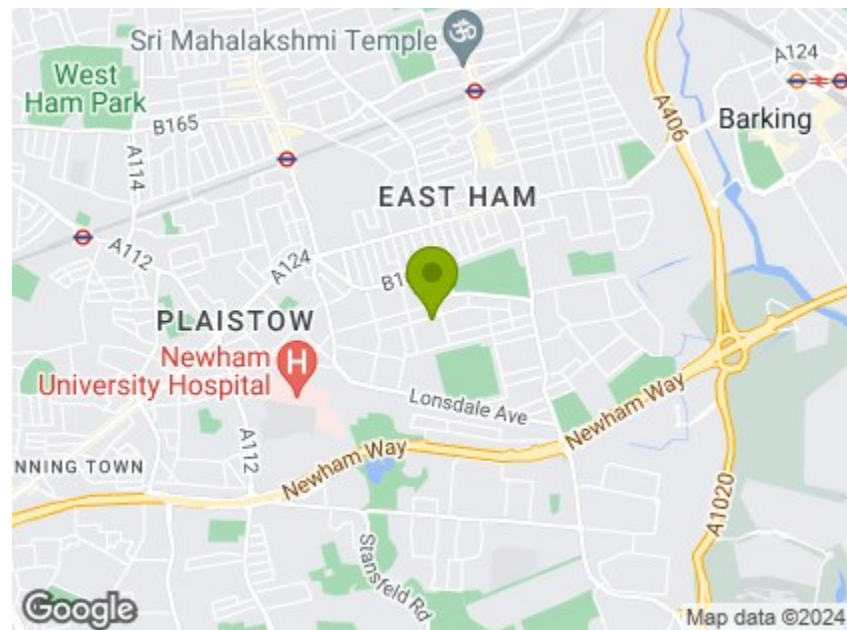 Sri Mahalakshmi Temple
A124
West
Ham Park
B165
A406
Barking
A114
EAST HAM
A112
A124
PLAISTOW
Newham
University Hospital
H
Lonsdale Ave
Newham Way
A112
NNING TOWN
Newham Way
A1020
Stansfeld Rd
Google
Map data ©2024